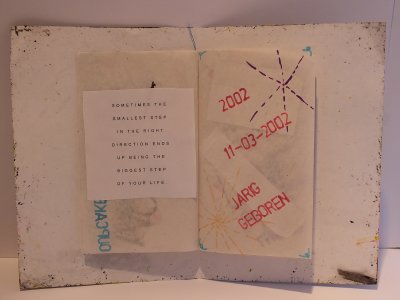 SOMETIMES THE
SMALLEST STEP
IN THE RIGHT
DIRECTION ENDS
UP BEING THE
BIGGEST STEP
OF YOUR LIFE.
CUPCAKE
2002
11-03-2002
JARIG
GEBOREN